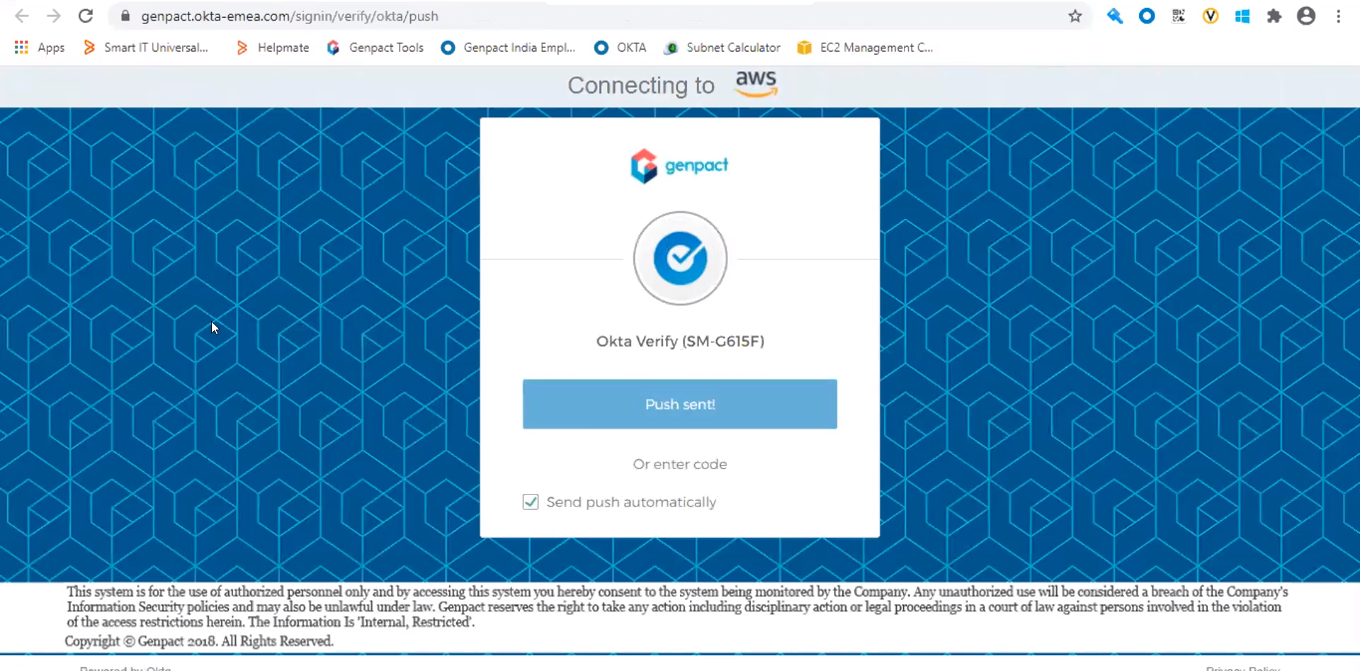 genpact.okta-emea.com/signin/verify/okta/push
Apps Smart IT Universal... Helpmate Genpact Tools Genpact India Empl... OKTA Subnet Calculator EC2 Management C...
Connecting to aws
genpact
Okta Verify (SM-G615F)
Push sent!
Or enter code
Send push automatically
This system is for the use of authorized personnel only and by accessing this system you hereby consent to the system being monitored by the Company. Any unauthorized use will be considered a breach of the Company's
Information Security policies and may also be unlawful under law. Genpact reserves the right to take any action including disciplinary action or legal proceedings in a court of law against persons involved in the violation
of the access restrictions herein. The Information Is 'Internal, Restricted'.
Copyright © Genpact 2018. All Rights Reserved.
Powered by Okta Privacy Policy